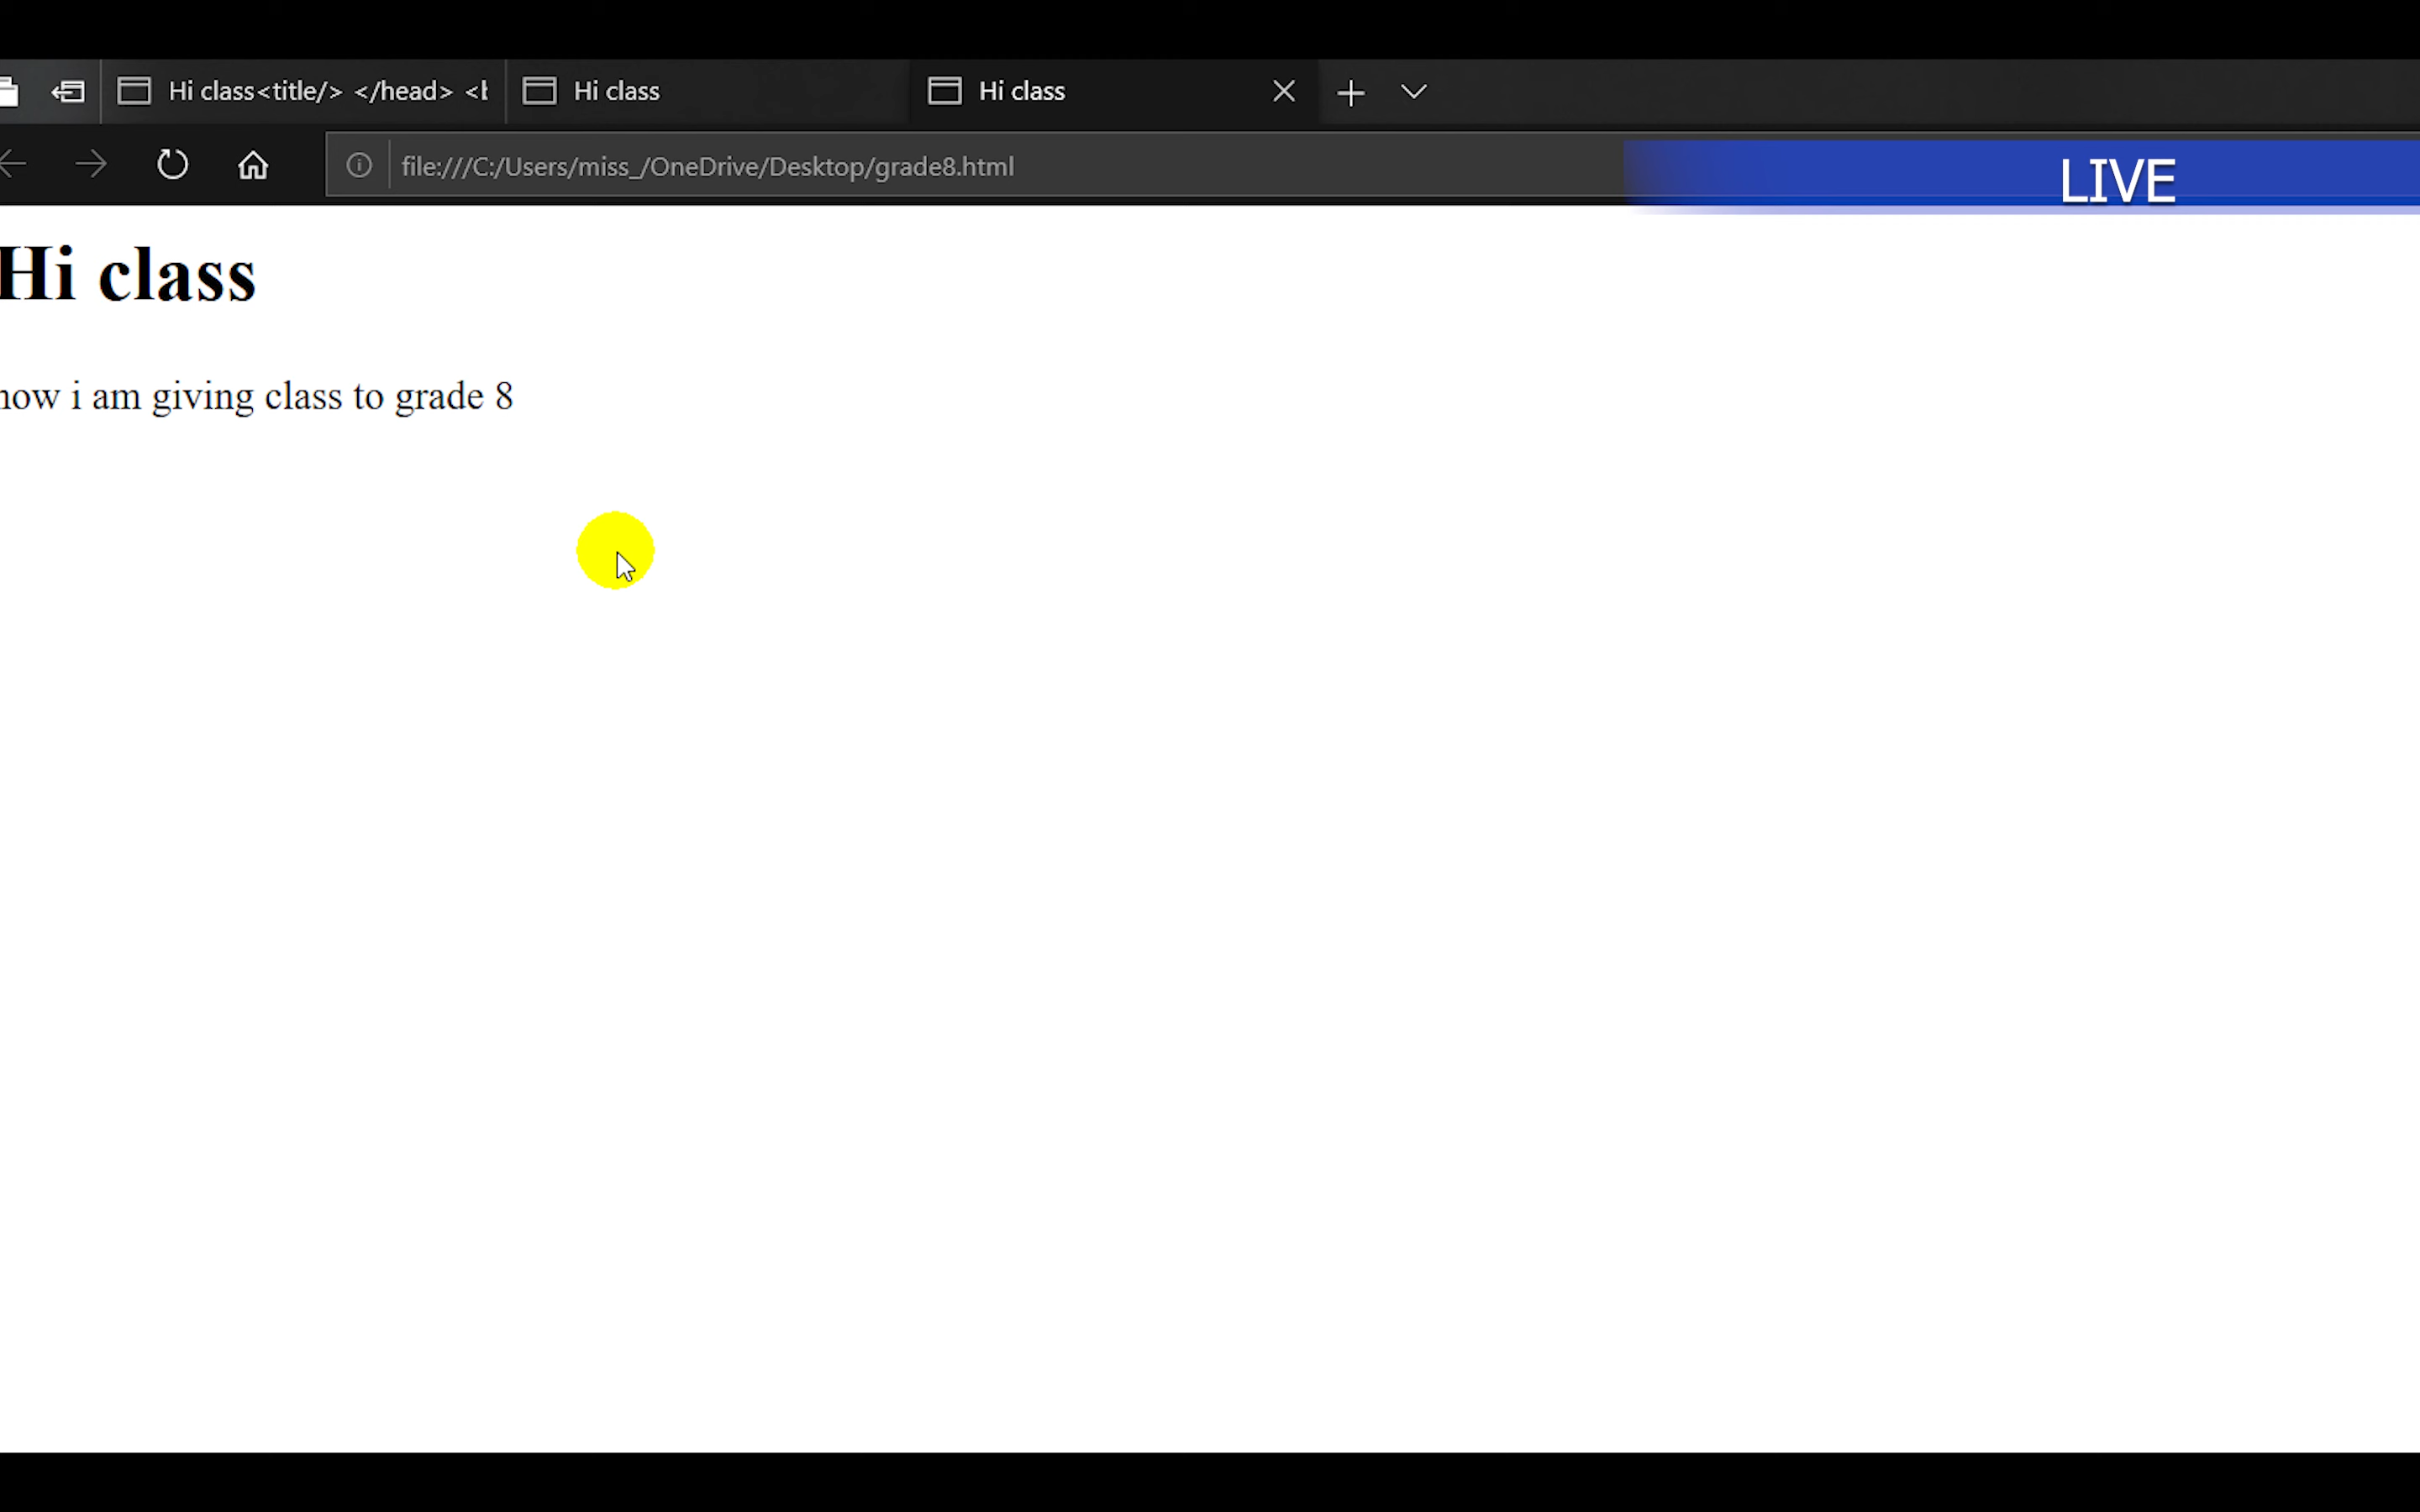 Hi class<title/> </head> <l
Hi class
Hi class
file:///C:/Users/miss_/OneDrive/Desktop/grade8.html
LIVE
Hi class
now i am giving class to grade 8